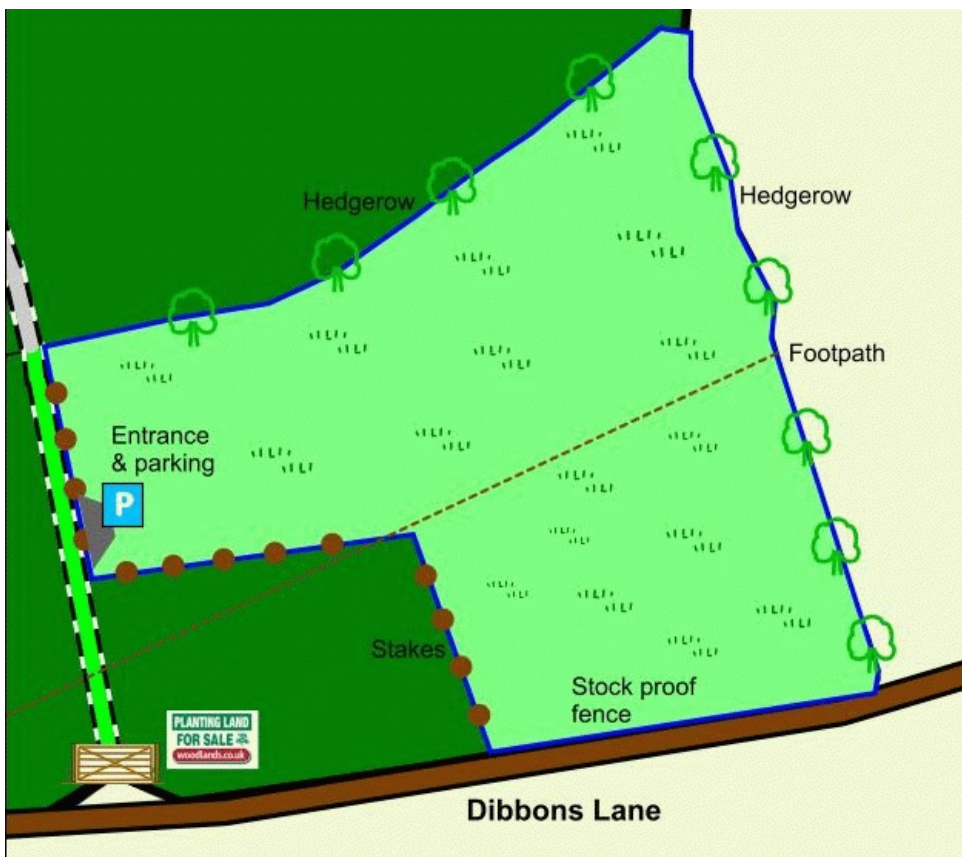 Hedgerow
Hedgerow
Footpath
Entrance
& parking
P
Stakes
Stock proof
fence
PLANTING LAND
FOR SALE
woodlands.co.uk
Dibbons Lane